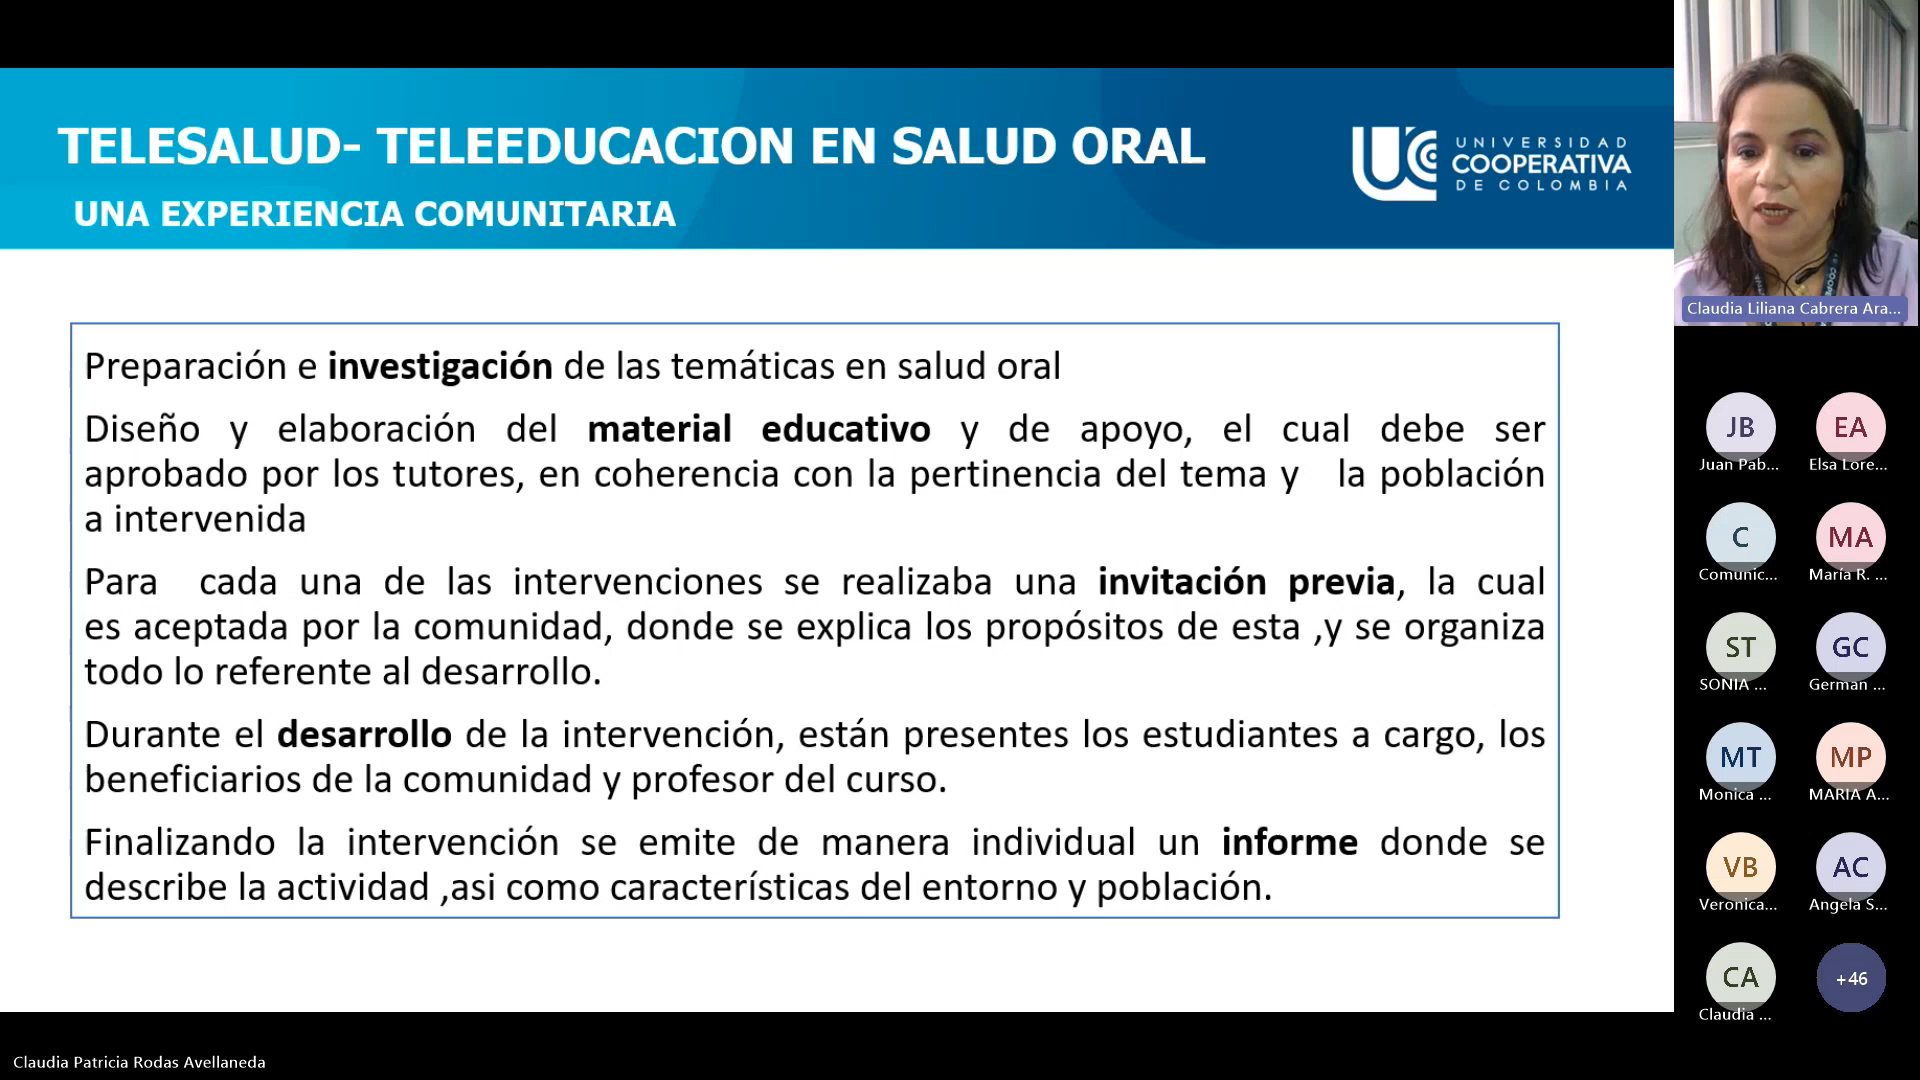 TELESALUD- TELEEDUCACION EN SALUD ORAL
UNA EXPERIENCIA COMUNITARIA
UC
UNIVERSIDAD
COOPERATIVA
DE COLOMBIA
Preparación e investigación de las temáticas en salud oral
Diseño y elaboración del material educativo y de apoyo, el cual debe ser
aprobado por los tutores, en coherencia con la pertinencia del tema y la población
a intervenida
Para cada una de las intervenciones se realizaba una invitación previa, la cual
es aceptada por la comunidad, donde se explica los propósitos de esta ,y se organiza
todo lo referente al desarrollo.
Durante el desarrollo de la intervención, están presentes los estudiantes a cargo, los
beneficiarios de la comunidad y profesor del curso.
Finalizando la intervención se emite de manera individual un informe donde se
describe la actividad ,asi como características del entorno y población.
Claudia Liliana Cabrera Ara...
JB
Juan Pab...
EA
Elsa Lore...
C
Comunic...
MA
María R. ...
ST
SONIA ...
GC
German ...
MT
Monica ...
MP
MARIA A...
VB
Veronica...
AC
Angela S...
CA
Claudia ...
+46
Claudia Patricia Rodas Avellaneda